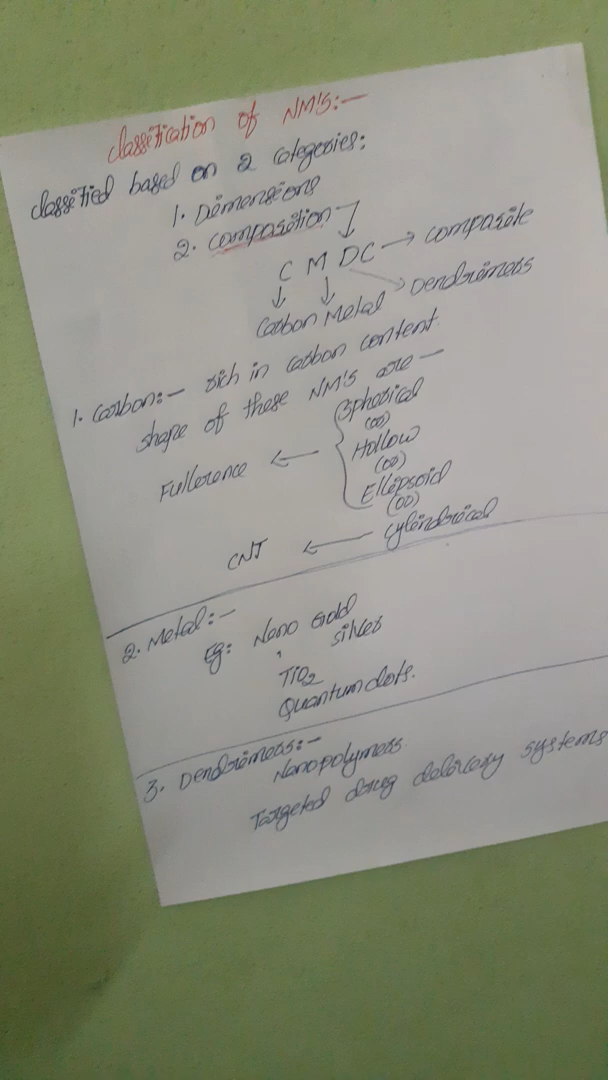 Classification of NM's:-
Classified based on 2 categories:
1. Dimensions
2. Composition
C M DC → composite
Carbon Metal Dendrimers
1. Carbon:- rich in carbon content.
shape of these NM's are -
Spherical
(or)
Hollow
Fullerence ←
(or)
Ellipsoid
(or)
CNT ← Cylindrical
2. Metal:-
Eg: Nano Gold
silver
TiO2
Quantum dots.
3. Dendrimers:-
Nanopolymers
Targeted drug delivery systems